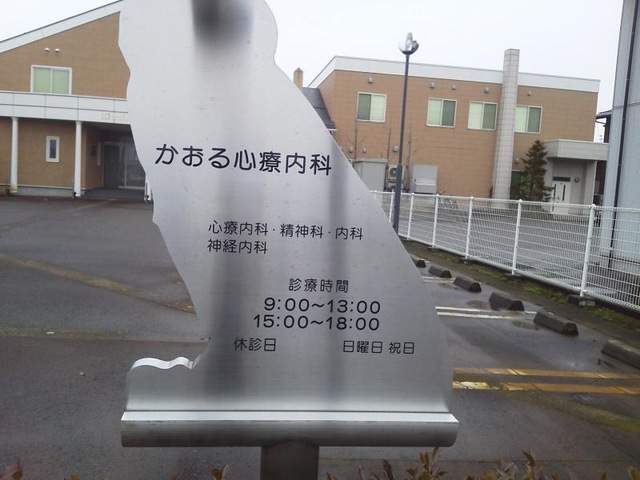 かおる心療内科
心療内科・精神科・内科
神経内科
診療時間
9:00～13:00
15:00～18:00
休診日 日曜日 祝日